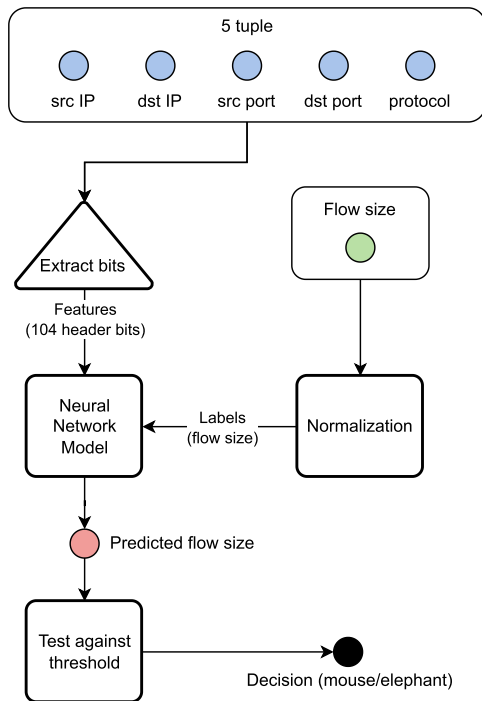 5 tuple
src IP
dst IP
src port
dst port
protocol
Flow size
Extract bits
Features
(104 header bits)
Neural
Network
Model
Labels
(flow size)
Normalization
Predicted flow size
Test against
threshold
Decision (mouse/elephant)